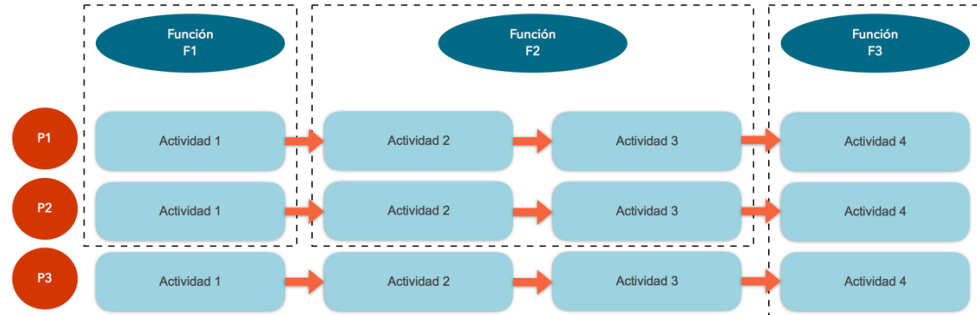 Función
F1
Función
F2
Función
F3
P1
Actividad 1
Actividad 2
Actividad 3
Actividad 4
P2
Actividad 1
Actividad 2
Actividad 3
Actividad 4
P3
Actividad 1
Actividad 2
Actividad 3
Actividad 4